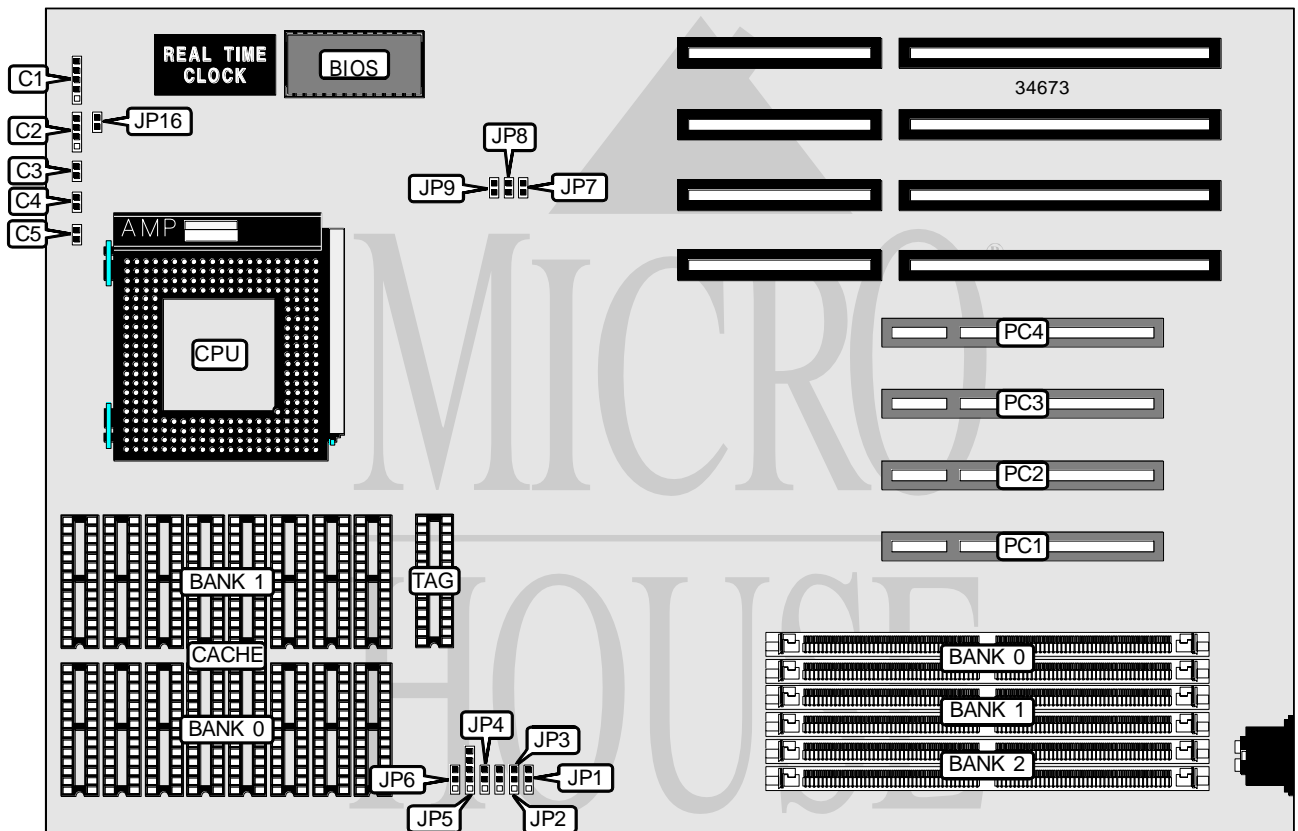 REAL TIME
CLOCK
BIOS
34673
C1
C2
JP16
C3
C4
C5
JP8
JP9
JP7
AMP
CPU
PC4
PC3
PC2
PC1
BANK 1
TAG
CACHE
BANK 0
BANK 0
BANK 1
BANK 2
JP4
JP3
JP6
JP1
JP5
JP2
MICRO
®
HOUSE